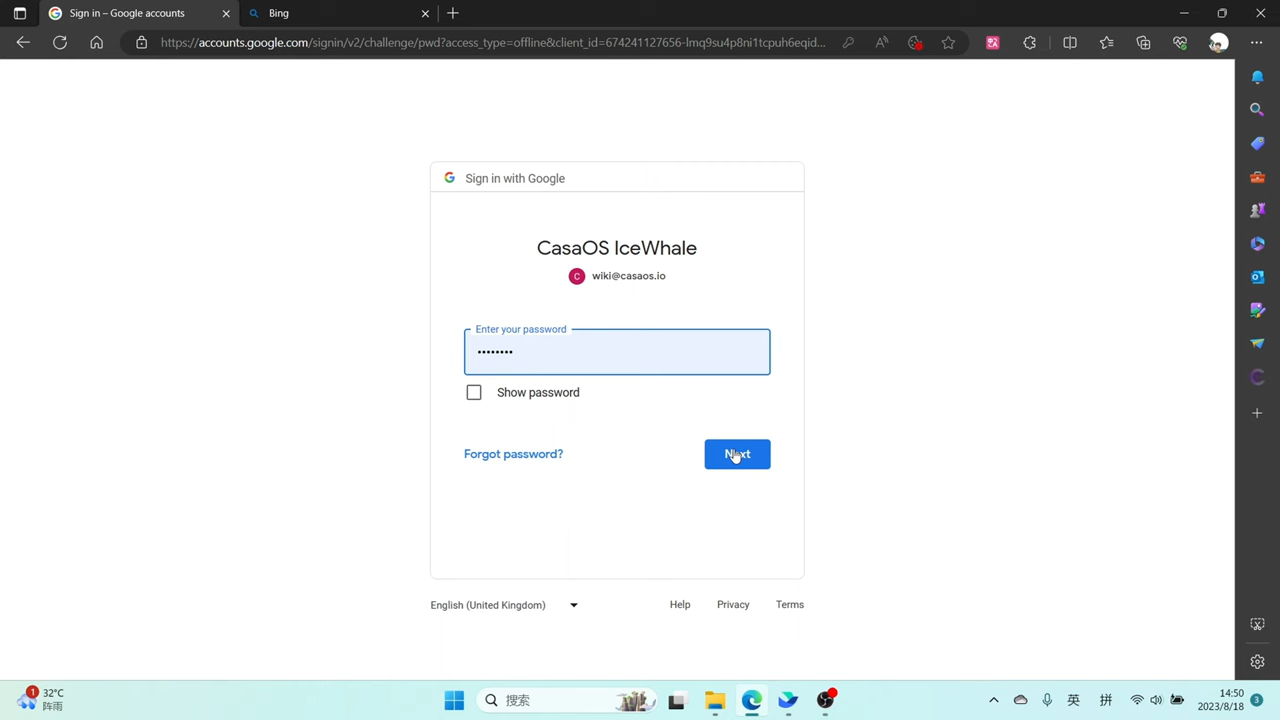 Sign in – Google accounts
Bing
https://accounts.google.com/signin/v2/challenge/pwd?access_type=offline&client_id=674241127656-lmq9su4p8ni1tcpuh6eqid...
Sign in with Google
CasaOS IceWhale
C wiki@casaos.io
Enter your password
••••••••
Show password
Forgot password?
Next
English (United Kingdom)
Help
Privacy
Terms
1
32°C
阵雨
搜索
英
拼
14:50
2023/8/18
3